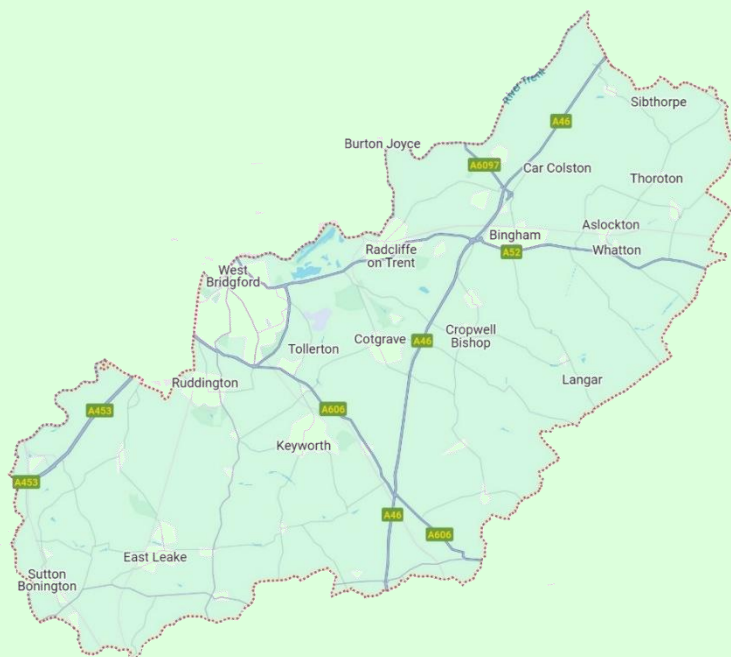 River Trent
Sibthorpe
A46
Burton Joyce
A6097
Car Colston
Thoroton
Aslockton
Bingham
Radcliffe
on Trent
A52
Whatton
West
Bridgford
Cropwell
Bishop
Cotgrave
A46
Tollerton
Langar
Ruddington
A453
A606
Keyworth
A453
A46
A606
East Leake
Sutton
Bonington